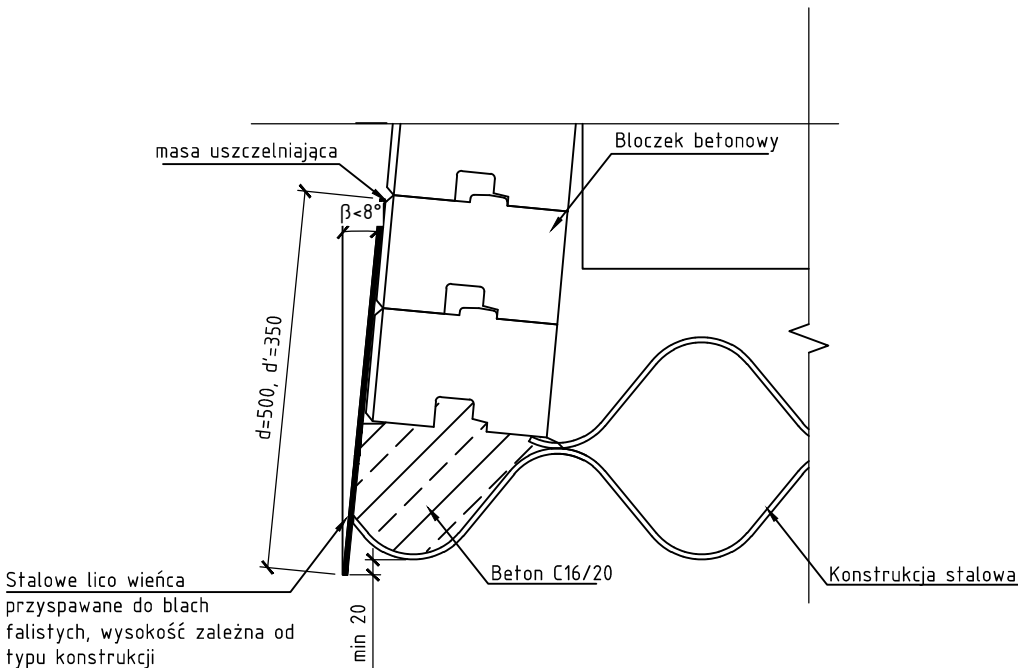 Bloczek betonowy
masa uszczelniająca
β<8°
d=500, d'=350
Beton C16/20
Konstrukcja stalowa
Stalowe lico wieńca
przyspawane do blach
falistych, wysokość zależna od
typu konstrukcji
min 20